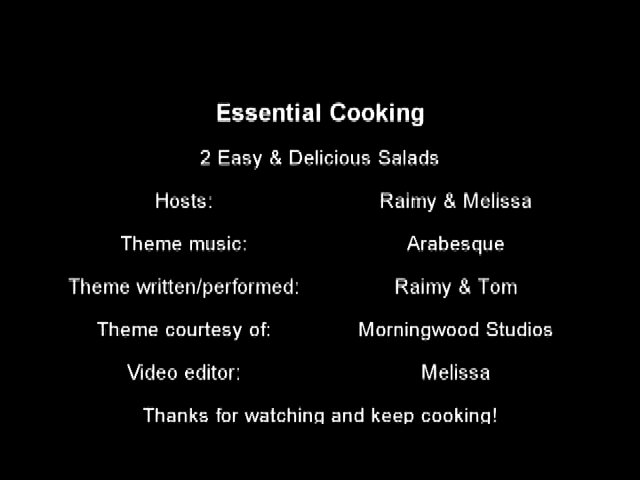 Essential Cooking
2 Easy & Delicious Salads
Hosts: Raimy & Melissa
Theme music: Arabesque
Theme written/performed: Raimy & Tom
Theme courtesy of: Morningwood Studios
Video editor: Melissa
Thanks for watching and keep cooking!